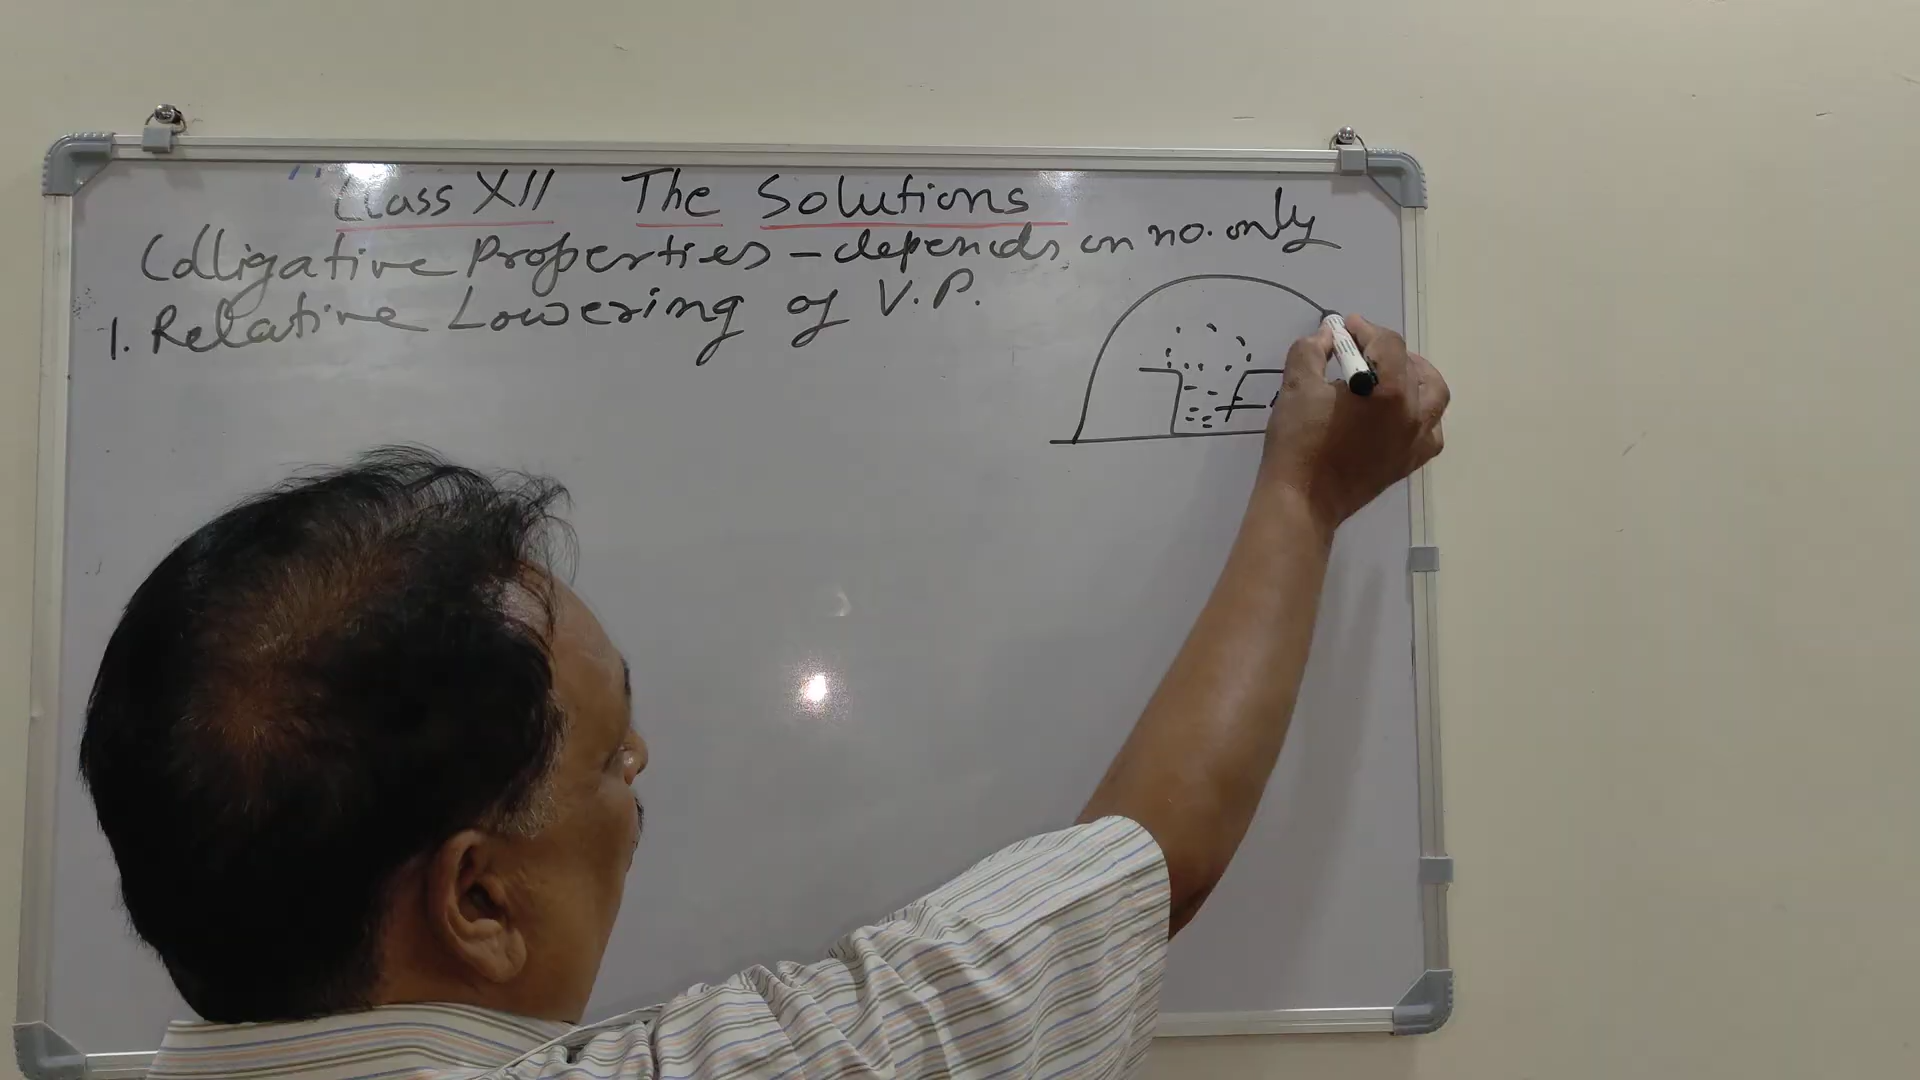 Class XII The Solutions
Colligative Properties - depends on no. only
1. Relative Lowering of V.P.